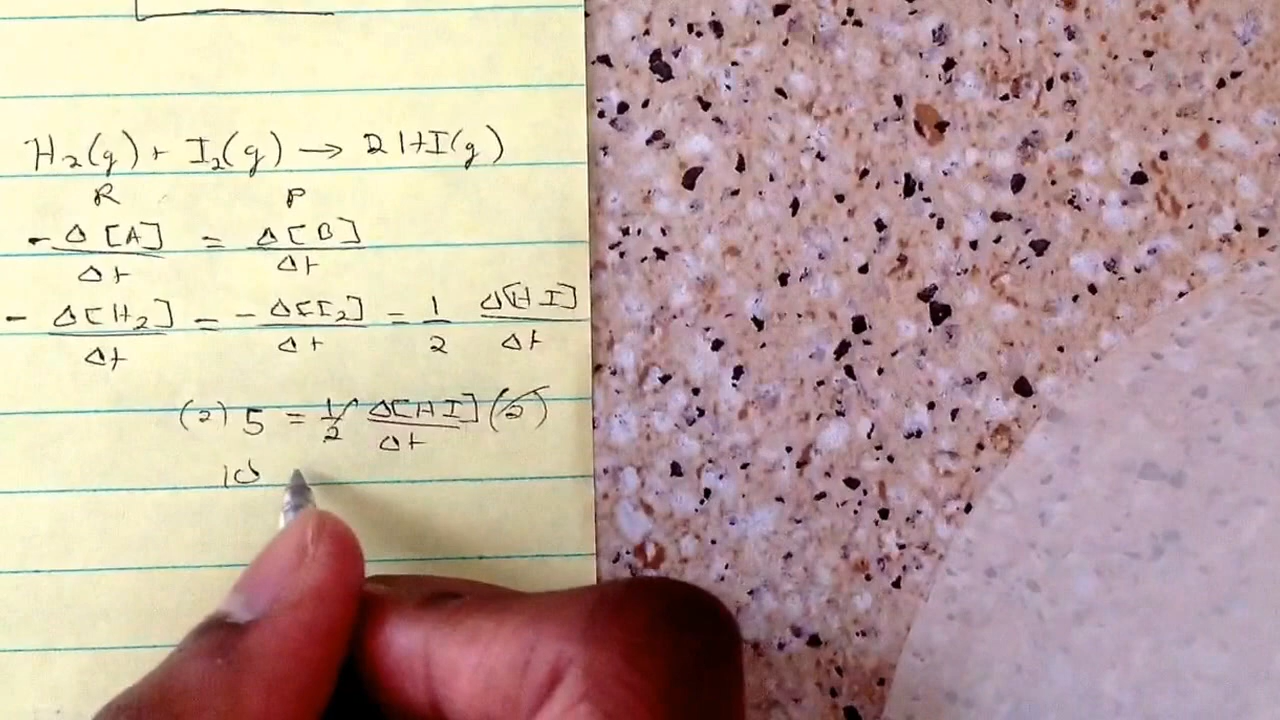 H₂(g) + I₂(g) → 2HI(g)
R P
- Δ[A] = Δ[B]
Δt Δt
- Δ[H₂] = - Δ[I₂] = 1 Δ[HI]
Δt Δt 2 Δt
(2) 5 = 1/2 Δ[HI] (2)
Δt
10